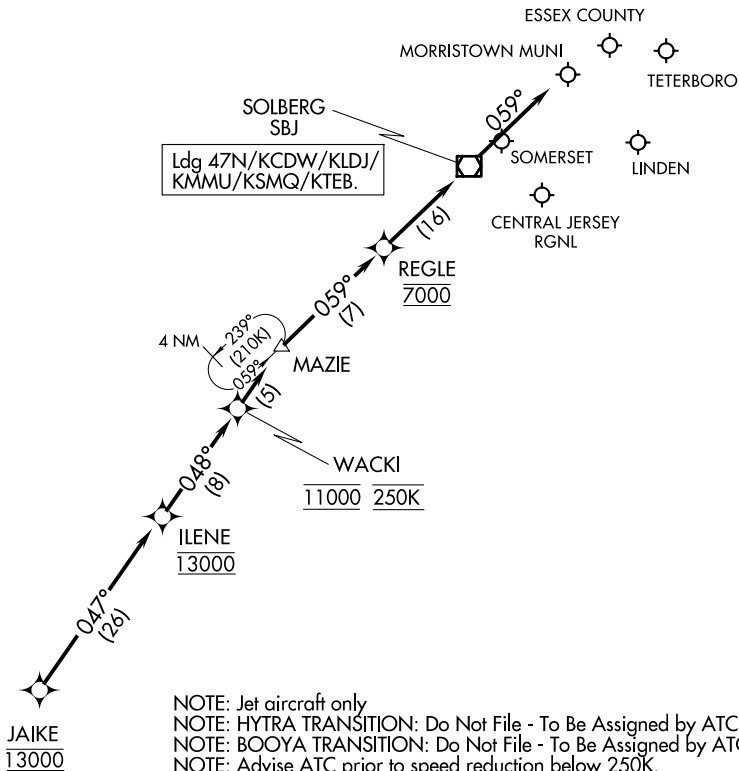 ESSEX COUNTY
MORRISTOWN MUNI
TETERBORO
SOLBERG
SBJ
059°
Ldg 47N/KCDW/KLDJ/
KMMU/KSMQ/KTEB.
SOMERSET
LINDEN
CENTRAL JERSEY
RGNL
(16)
REGLE
7000
059°
(7)
4 NM
239°
(210K)
059°
MAZIE
(5)
WACKI
11000 250K
048°
(8)
ILENE
13000
047°
(26)
JAIKE
13000
NOTE: Jet aircraft only
NOTE: HYTRA TRANSITION: Do Not File - To Be Assigned by ATC
NOTE: BOOYA TRANSITION: Do Not File - To Be Assigned by ATC
NOTE: Advise ATC prior to speed reduction below 250K.